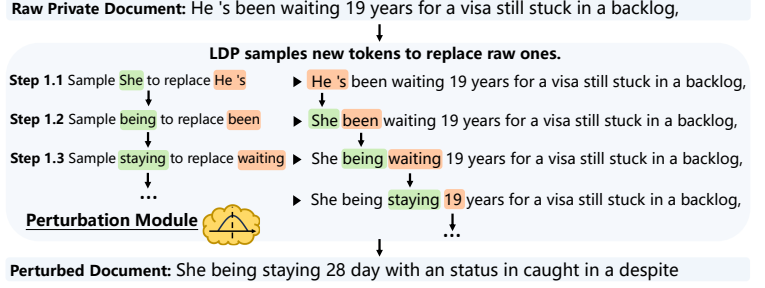 Raw Private Document: He 's been waiting 19 years for a visa still stuck in a backlog,
LDP samples new tokens to replace raw ones.
Step 1.1 Sample She to replace He 's
He 's been waiting 19 years for a visa still stuck in a backlog,
Step 1.2 Sample being to replace been
She been waiting 19 years for a visa still stuck in a backlog,
Step 1.3 Sample staying to replace waiting
She being waiting 19 years for a visa still stuck in a backlog,
...
She being staying 19 years for a visa still stuck in a backlog,
Perturbation Module
...
Perturbed Document: She being staying 28 day with an status in caught in a despite